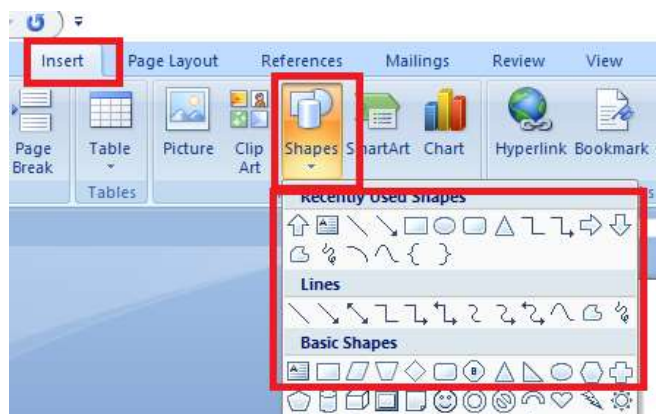 Insert Page Layout References Mailings Review View
Page Break Table Picture Clip Art Shapes SmartArt Chart Hyperlink Bookmark
Tables
Recently Used Shapes
Lines
Basic Shapes